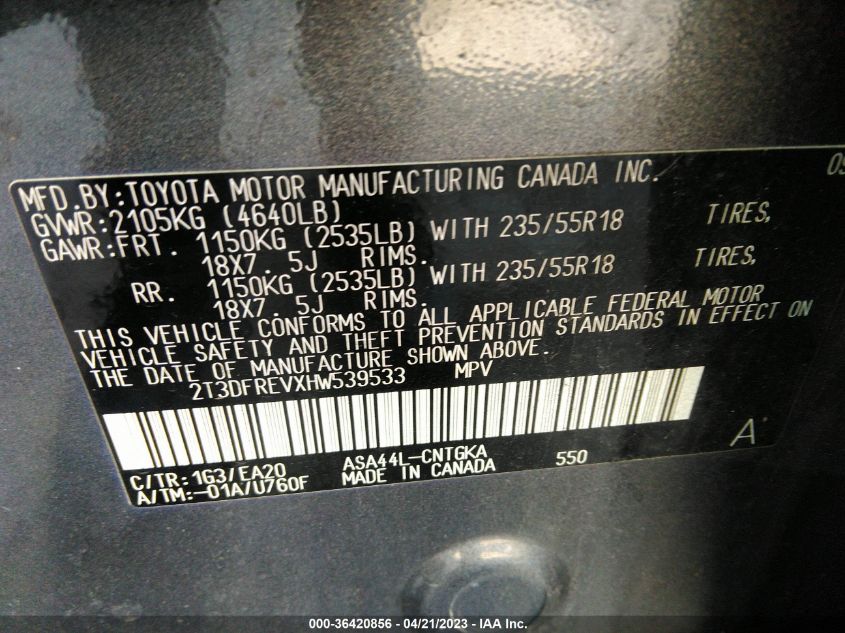 MFD.BY:TOYOTA MOTOR MANUFACTURING CANADA INC. 
GVWR:2105KG (4640LB)
GAWR:FRT. 1150KG (2535LB) WITH 235/55R18 TIRES,
18X7.5J RIMS.
RR. 1150KG (2535LB) WITH 235/55R18 TIRES,
18X7.5J RIMS.
THIS VEHICLE CONFORMS TO ALL APPLICABLE FEDERAL MOTOR
VEHICLE SAFETY AND THEFT PREVENTION STANDARDS IN EFFECT ON
THE DATE OF MANUFACTURE SHOWN ABOVE.
2T3DFREVXHW539533 MPV
C/TR:1G3/EA20 ASA44L-CNTGKA 550 A
A/TM:-01A/U760F MADE IN CANADA
000-36420856 - 04/21/2023 - IAA Inc.